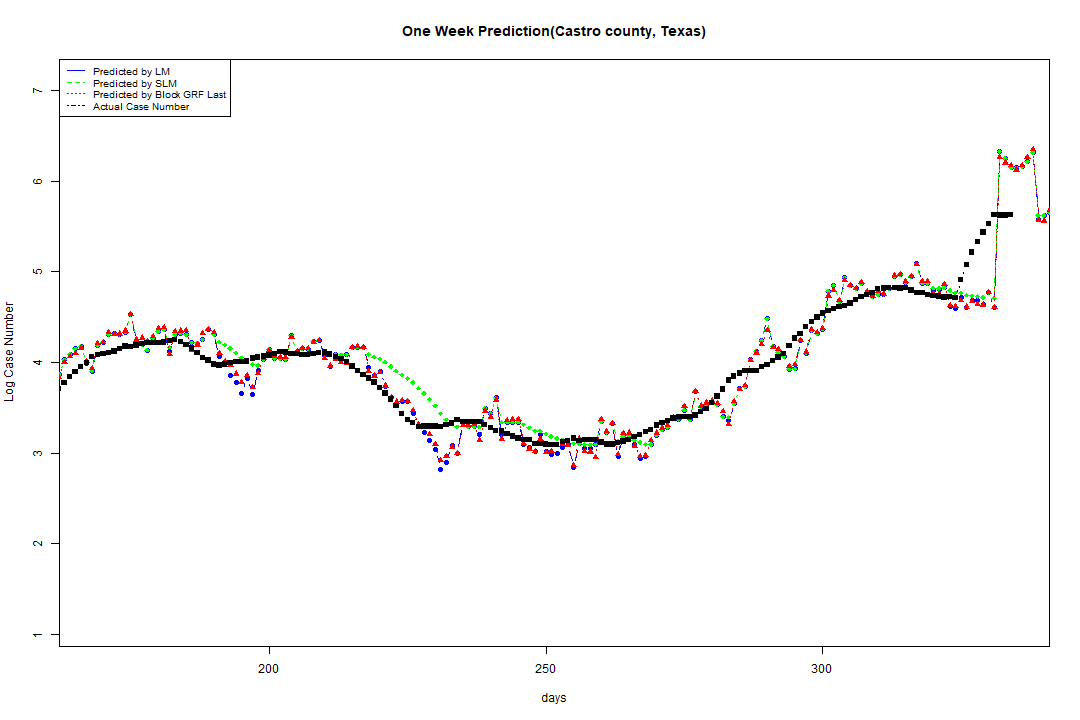 One Week Prediction(Castro county, Texas)
Predicted by LM
Predicted by SLM
Predicted by Block GRF Last
Actual Case Number
7
6
5
4
3
2
1
Log Case Number
200
250
300
days